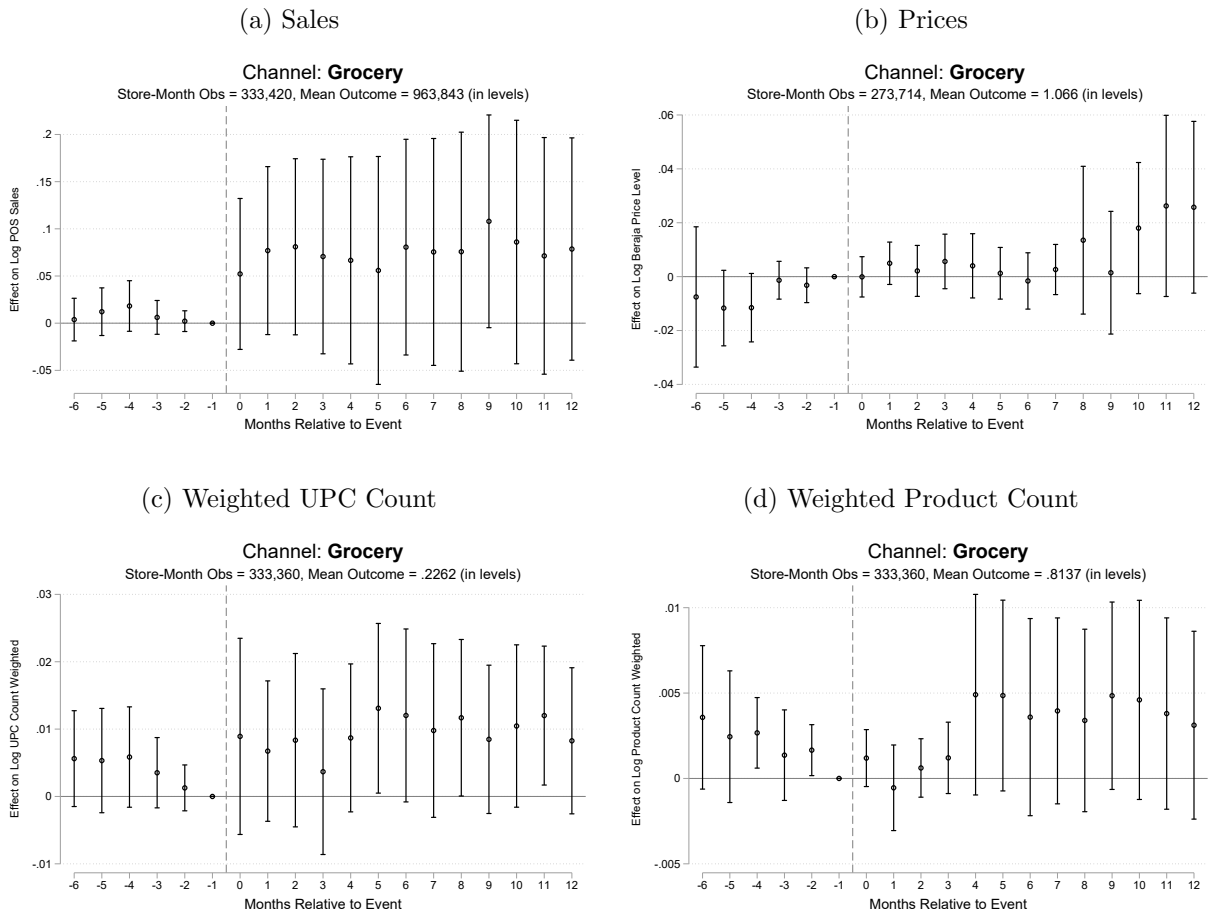 (a) Sales
Channel: Grocery
Store-Month Obs = 333,420, Mean Outcome = 963,843 (in levels)
Effect on Log POS Sales
.2
.15
.1
.05
0
-.05
-6 -5 -4 -3 -2 -1 0 1 2 3 4 5 6 7 8 9 10 11 12
Months Relative to Event
(b) Prices
Channel: Grocery
Store-Month Obs = 273,714, Mean Outcome = 1.066 (in levels)
Effect on Log Beraja Price Level
.06
.04
.02
0
-.02
-.04
-6 -5 -4 -3 -2 -1 0 1 2 3 4 5 6 7 8 9 10 11 12
Months Relative to Event
(c) Weighted UPC Count
Channel: Grocery
Store-Month Obs = 333,360, Mean Outcome = .2262 (in levels)
Effect on Log UPC Count Weighted
.03
.02
.01
0
-.01
-6 -5 -4 -3 -2 -1 0 1 2 3 4 5 6 7 8 9 10 11 12
Months Relative to Event
(d) Weighted Product Count
Channel: Grocery
Store-Month Obs = 333,360, Mean Outcome = .8137 (in levels)
Effect on Log Product Count Weighted
.01
.005
0
-.005
-6 -5 -4 -3 -2 -1 0 1 2 3 4 5 6 7 8 9 10 11 12
Months Relative to Event